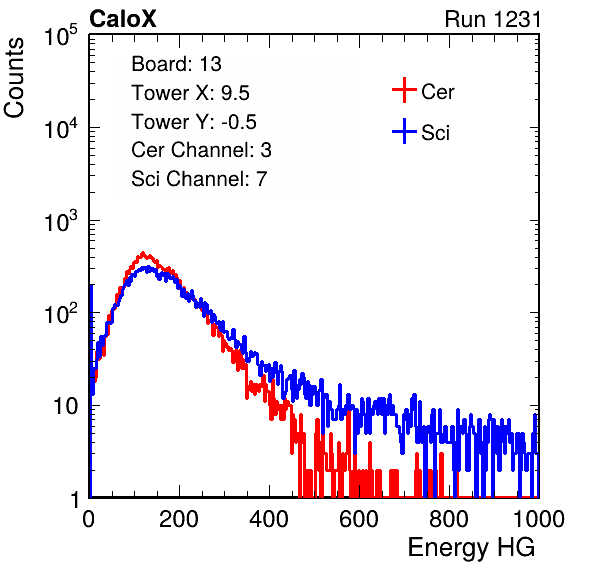 CaloX Run 1231
Counts
Board: 13
Tower X: 9.5
Tower Y: -0.5
Cer Channel: 3
Sci Channel: 7
Cer
Sci
10^5
10^4
10^3
10^2
10
1
0 200 400 600 800 1000
Energy HG